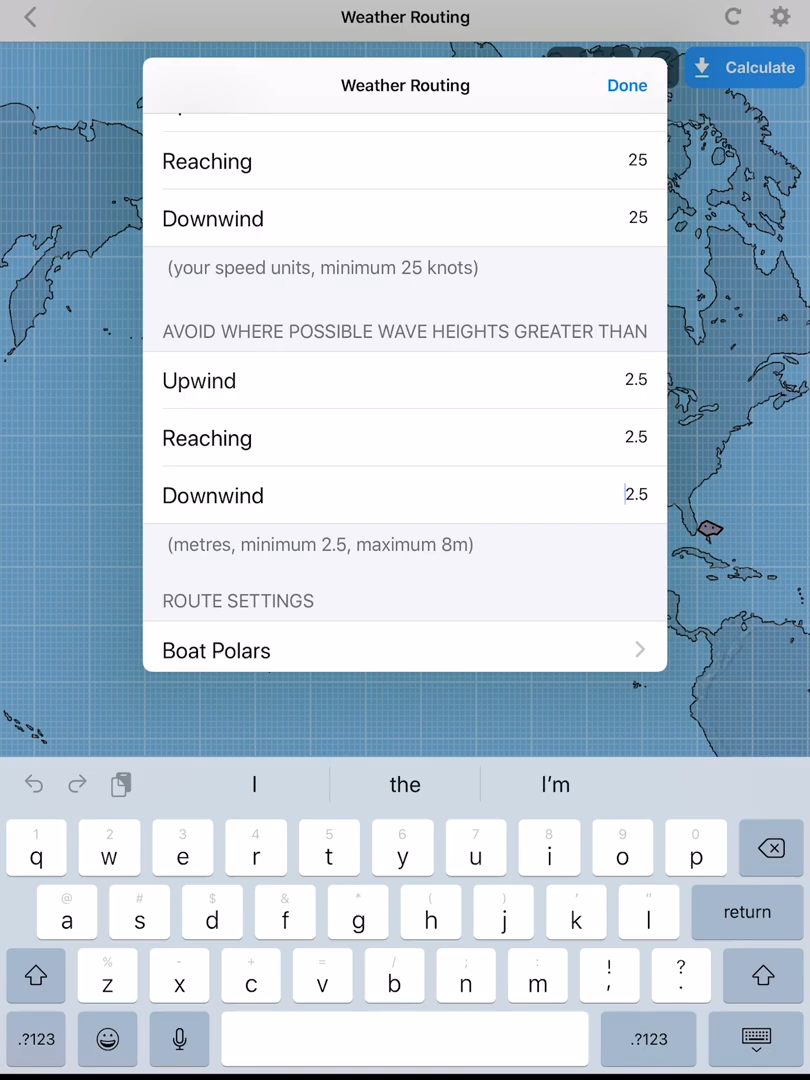 Weather Routing
Calculate
Weather Routing
Done
Reaching 25
Downwind 25
(your speed units, minimum 25 knots)
AVOID WHERE POSSIBLE WAVE HEIGHTS GREATER THAN
Upwind 2.5
Reaching 2.5
Downwind 2.5
(metres, minimum 2.5, maximum 8m)
ROUTE SETTINGS
Boat Polars
I the I'm
1 2 3 4 5 6 7 8 9 0
q w e r t y u i o p
@ # $ & * ( ) ' "
a s d f g h j k l return
% - + = / ; : ! ?
z x c v b n m , .
.?123 .?123